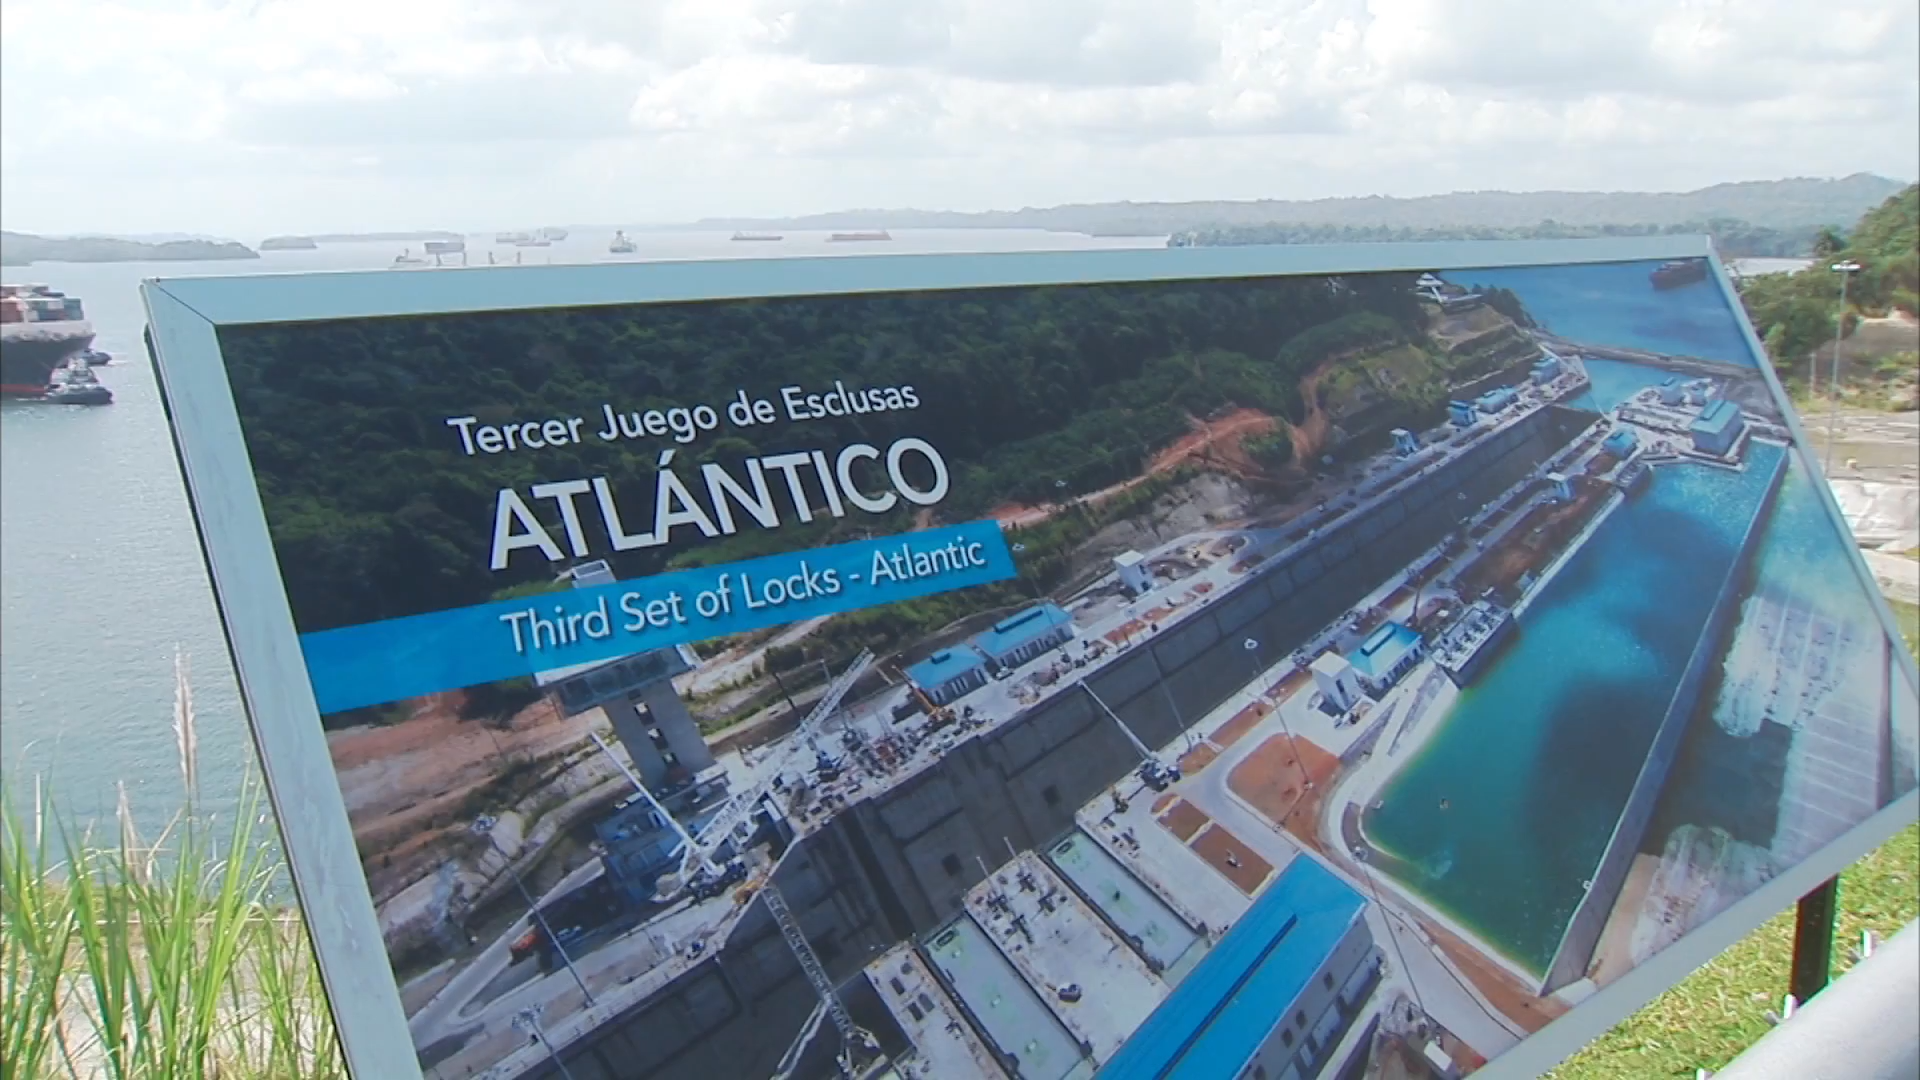 Tercer Juego de Esclusas
ATLÁNTICO
Third Set of Locks - Atlantic